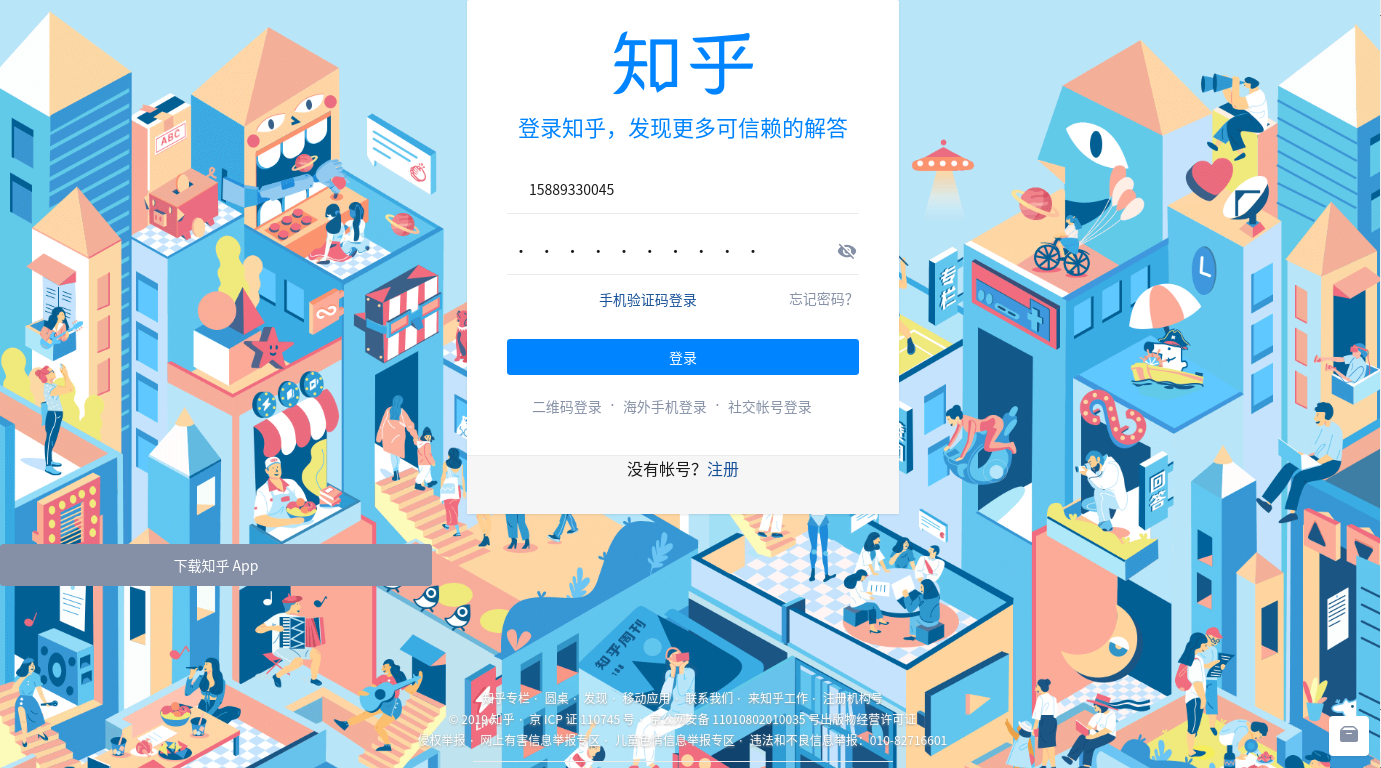 知乎
登录知乎，发现更多可信赖的解答
15889330045
手机验证码登录
忘记密码？
登录
二维码登录 · 海外手机登录 · 社交帐号登录
没有帐号？注册
下载知乎 App
ABC
专栏
回答
知乎周刊
知乎专栏 · 圆桌 · 发现 · 移动应用 · 联系我们 · 来知乎工作 · 注册机构号
© 2019 知乎 · 京 ICP 证 110745 号 · 京公网安备 11010802010035 号出版物经营许可证
侵权举报 · 网上有害信息举报专区 · 儿童色情信息举报专区 · 违法和不良信息举报：010-82716601